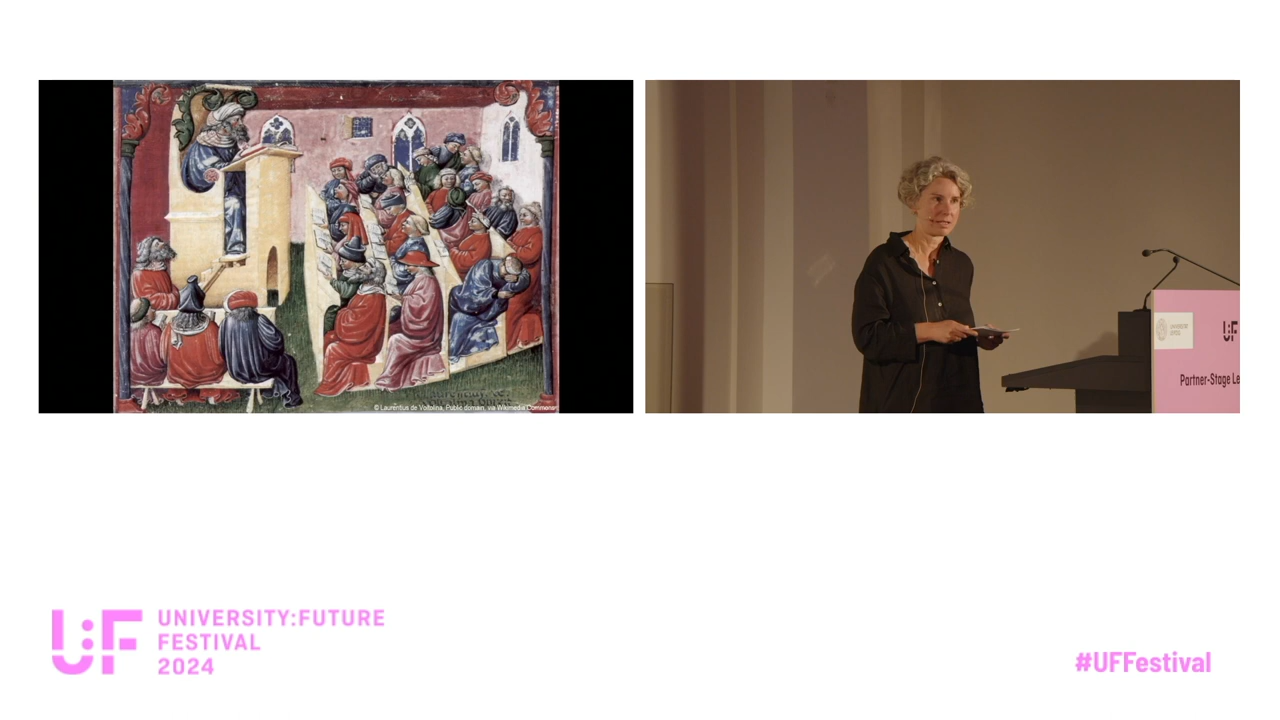 © Laurentius de Voltolina, Public domain, via Wikimedia Commons
U:F
Partner-Stage Le
U:F
UNIVERSITY:FUTURE
FESTIVAL
2024
#UFFestival